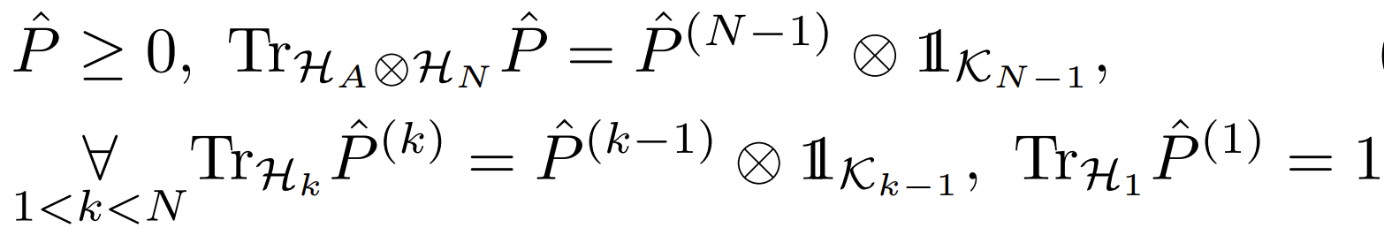 P̂ ≥ 0, Tr_{ℋ_A⊗ℋ_N} P̂ = P̂^{(N−1)} ⊗ 𝟙_{𝒦_{N−1}},
∀_{1<k<N} Tr_{ℋ_k} P̂^{(k)} = P̂^{(k−1)} ⊗ 𝟙_{𝒦_{k−1}}, Tr_{ℋ_1} P̂^{(1)} = 1